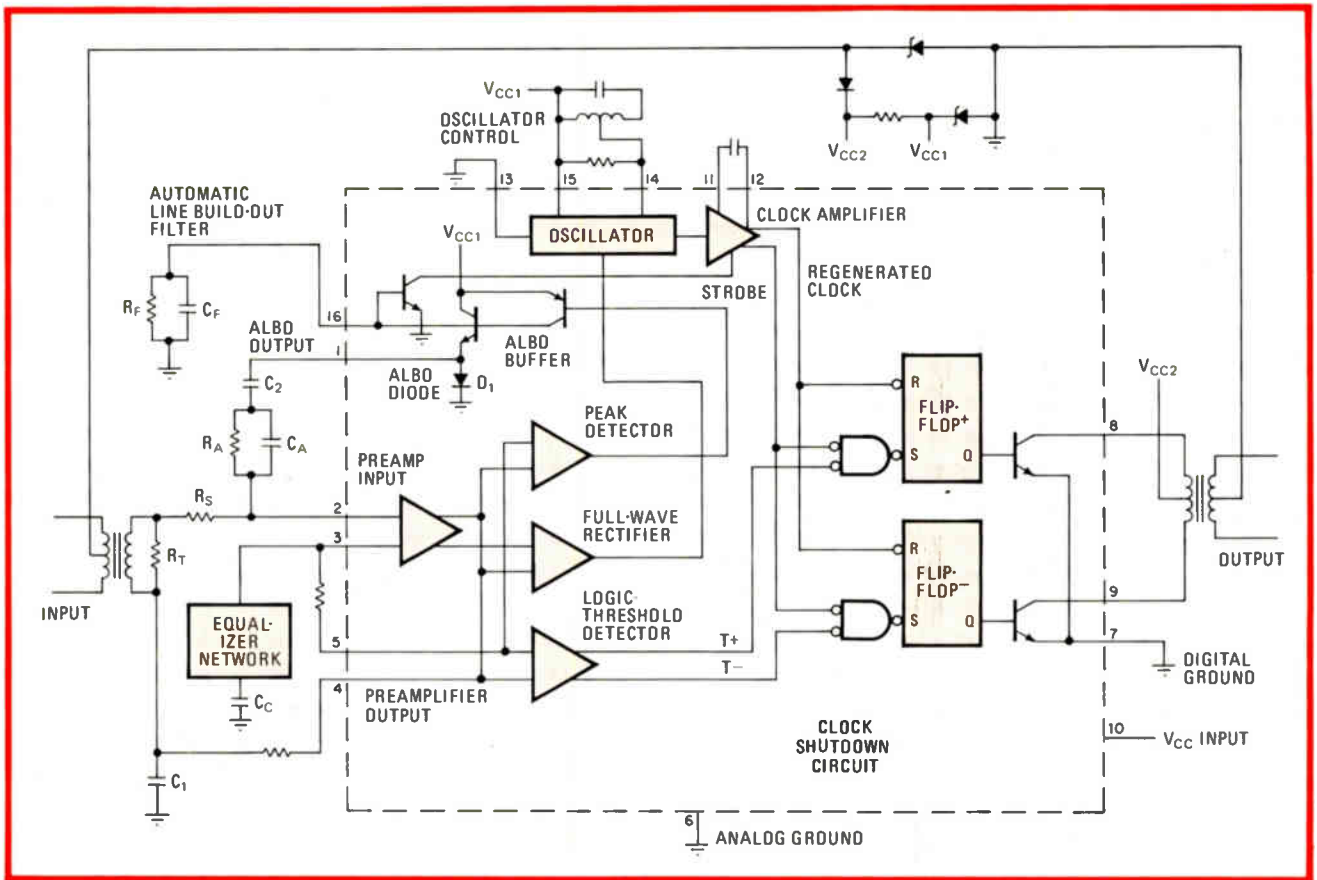 VCC1
OSCILLATOR
CONTROL
VCC2
VCC1
13
15
14
11
12
AUTOMATIC
LINE BUILD-OUT
FILTER
VCC1
OSCILLATOR
CLOCK AMPLIFIER
REGENERATED
CLOCK
STROBE
RF
CF
16
ALBO
OUTPUT
1
ALBO
BUFFER
ALBO
DIODE
D1
C2
RA
CA
PEAK
DETECTOR
R
FLIP-
FLOP+
S
Q
VCC2
8
PREAMP
INPUT
RS
2
FULL-WAVE
RECTIFIER
3
RT
INPUT
OUTPUT
R
FLIP-
FLOP−
S
Q
9
7
EQUAL-
IZER
NETWORK
LOGIC-
THRESHOLD
DETECTOR
T+
T−
5
4
PREAMPLIFIER
OUTPUT
CC
DIGITAL
GROUND
CLOCK
SHUTDOWN
CIRCUIT
10
VCC INPUT
C1
6
ANALOG GROUND